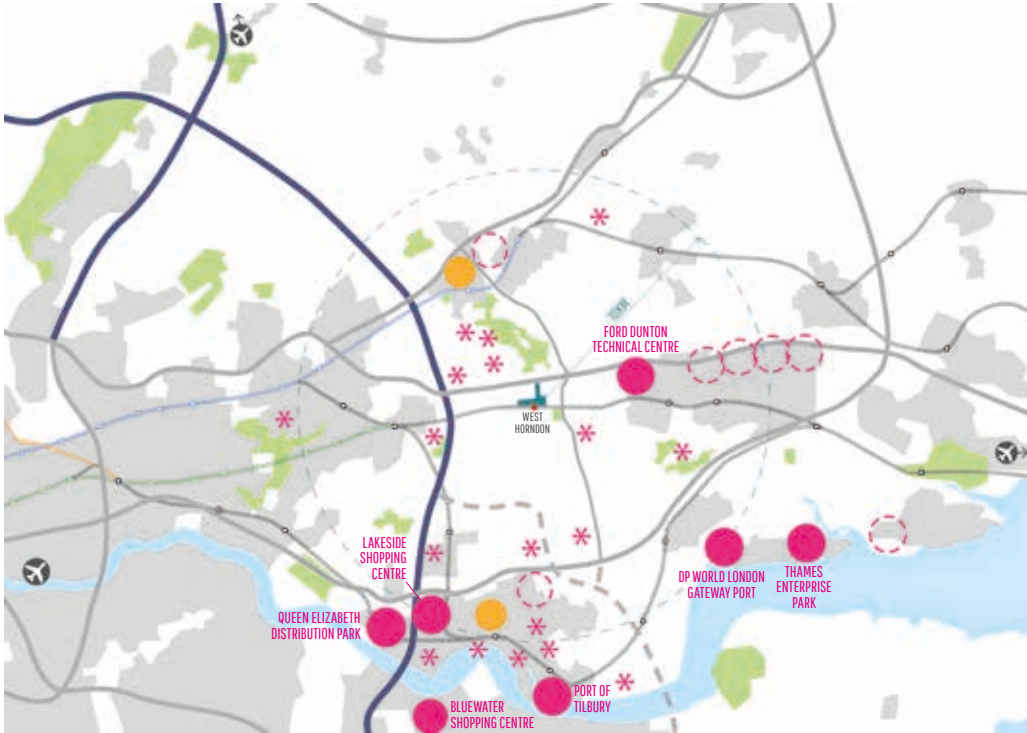 FORD DUNTON
TECHNICAL CENTRE
WEST
HORNDON
LAKESIDE
SHOPPING
CENTRE
QUEEN ELIZABETH
DISTRIBUTION PARK
DP WORLD LONDON
GATEWAY PORT
THAMES
ENTERPRISE
PARK
PORT OF
TILBURY
BLUEWATER
SHOPPING CENTRE